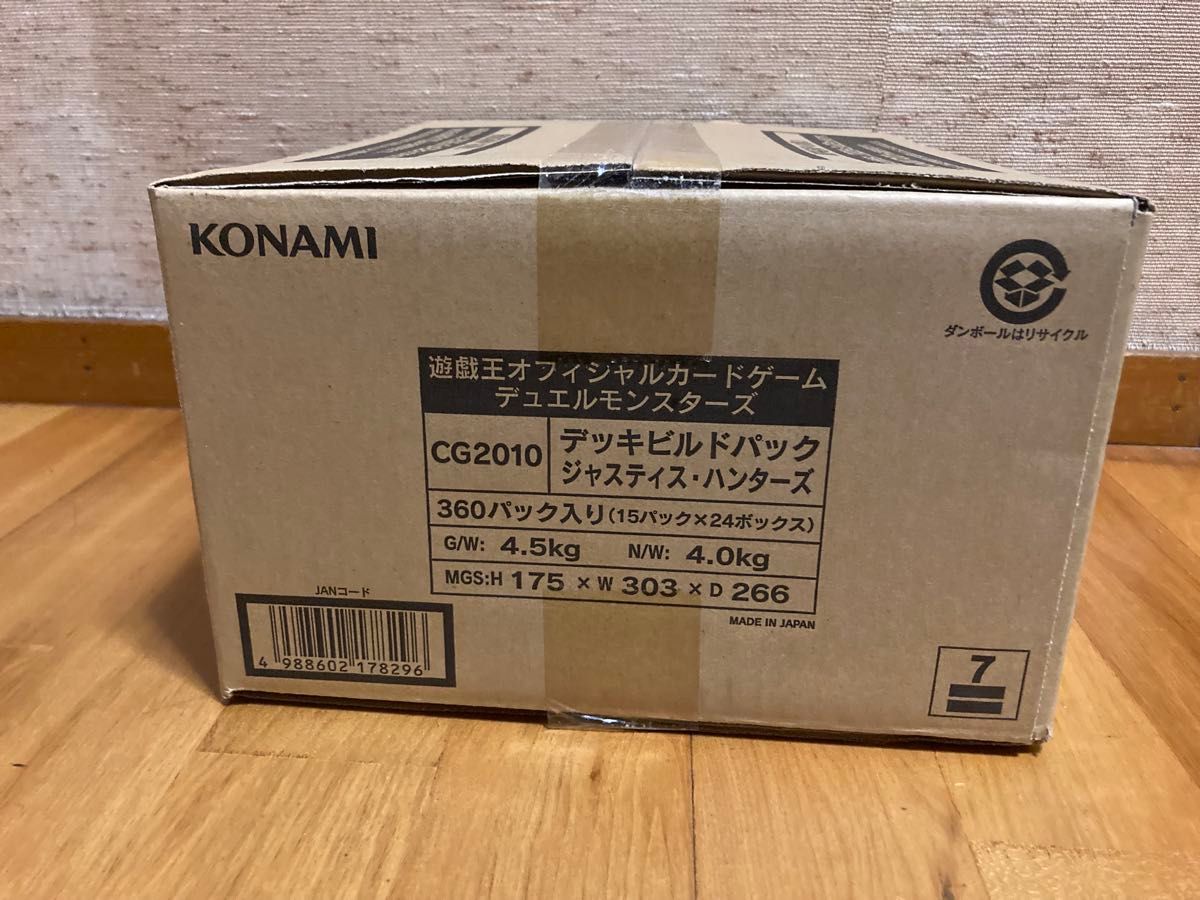 KONAMI
ダンボールはリサイクル
遊戯王オフィシャルカードゲーム
デュエルモンスターズ
CG2010
デッキビルドパック
ジャスティス・ハンターズ
360パック入り(15パック×24ボックス)
G/W: 4.5kg N/W: 4.0kg
MGS:H 175 × W 303 × D 266
MADE IN JAPAN
JANコード
4 988602 178296
7